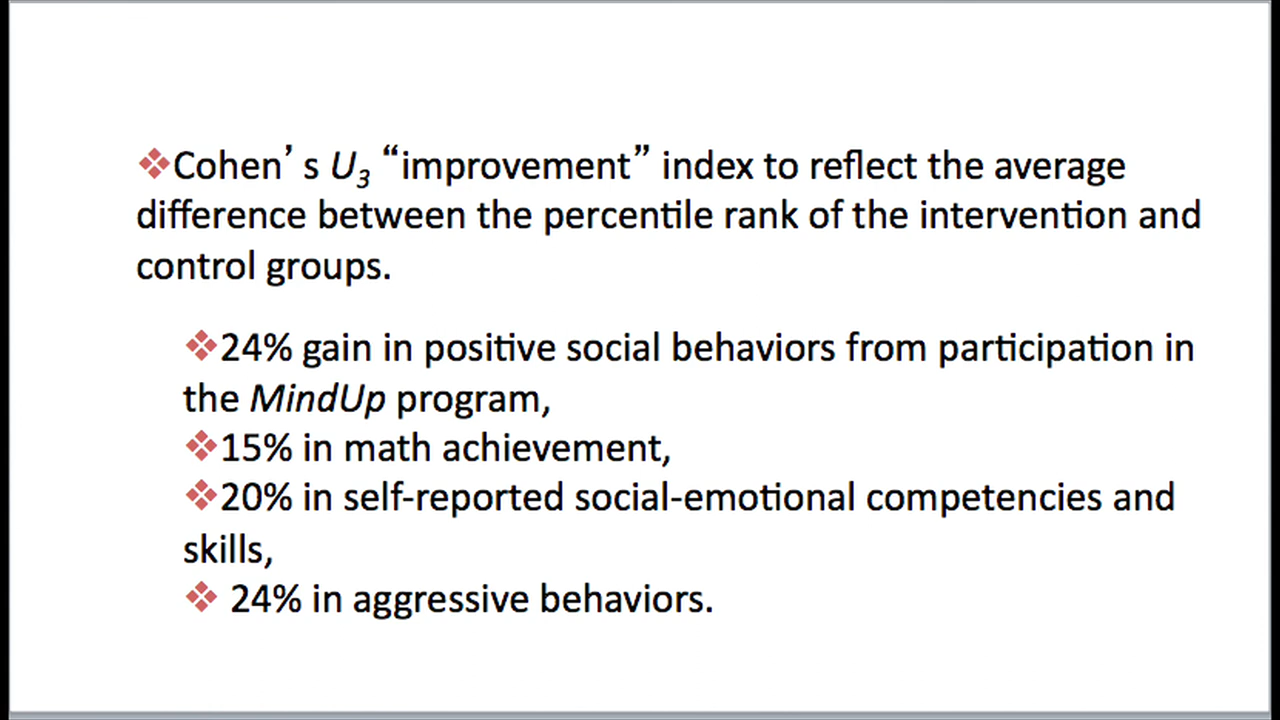 ❖Cohen’ s U3 “improvement” index to reflect the average
difference between the percentile rank of the intervention and
control groups.
❖24% gain in positive social behaviors from participation in
the MindUp program,
❖15% in math achievement,
❖20% in self-reported social-emotional competencies and
skills,
❖ 24% in aggressive behaviors.